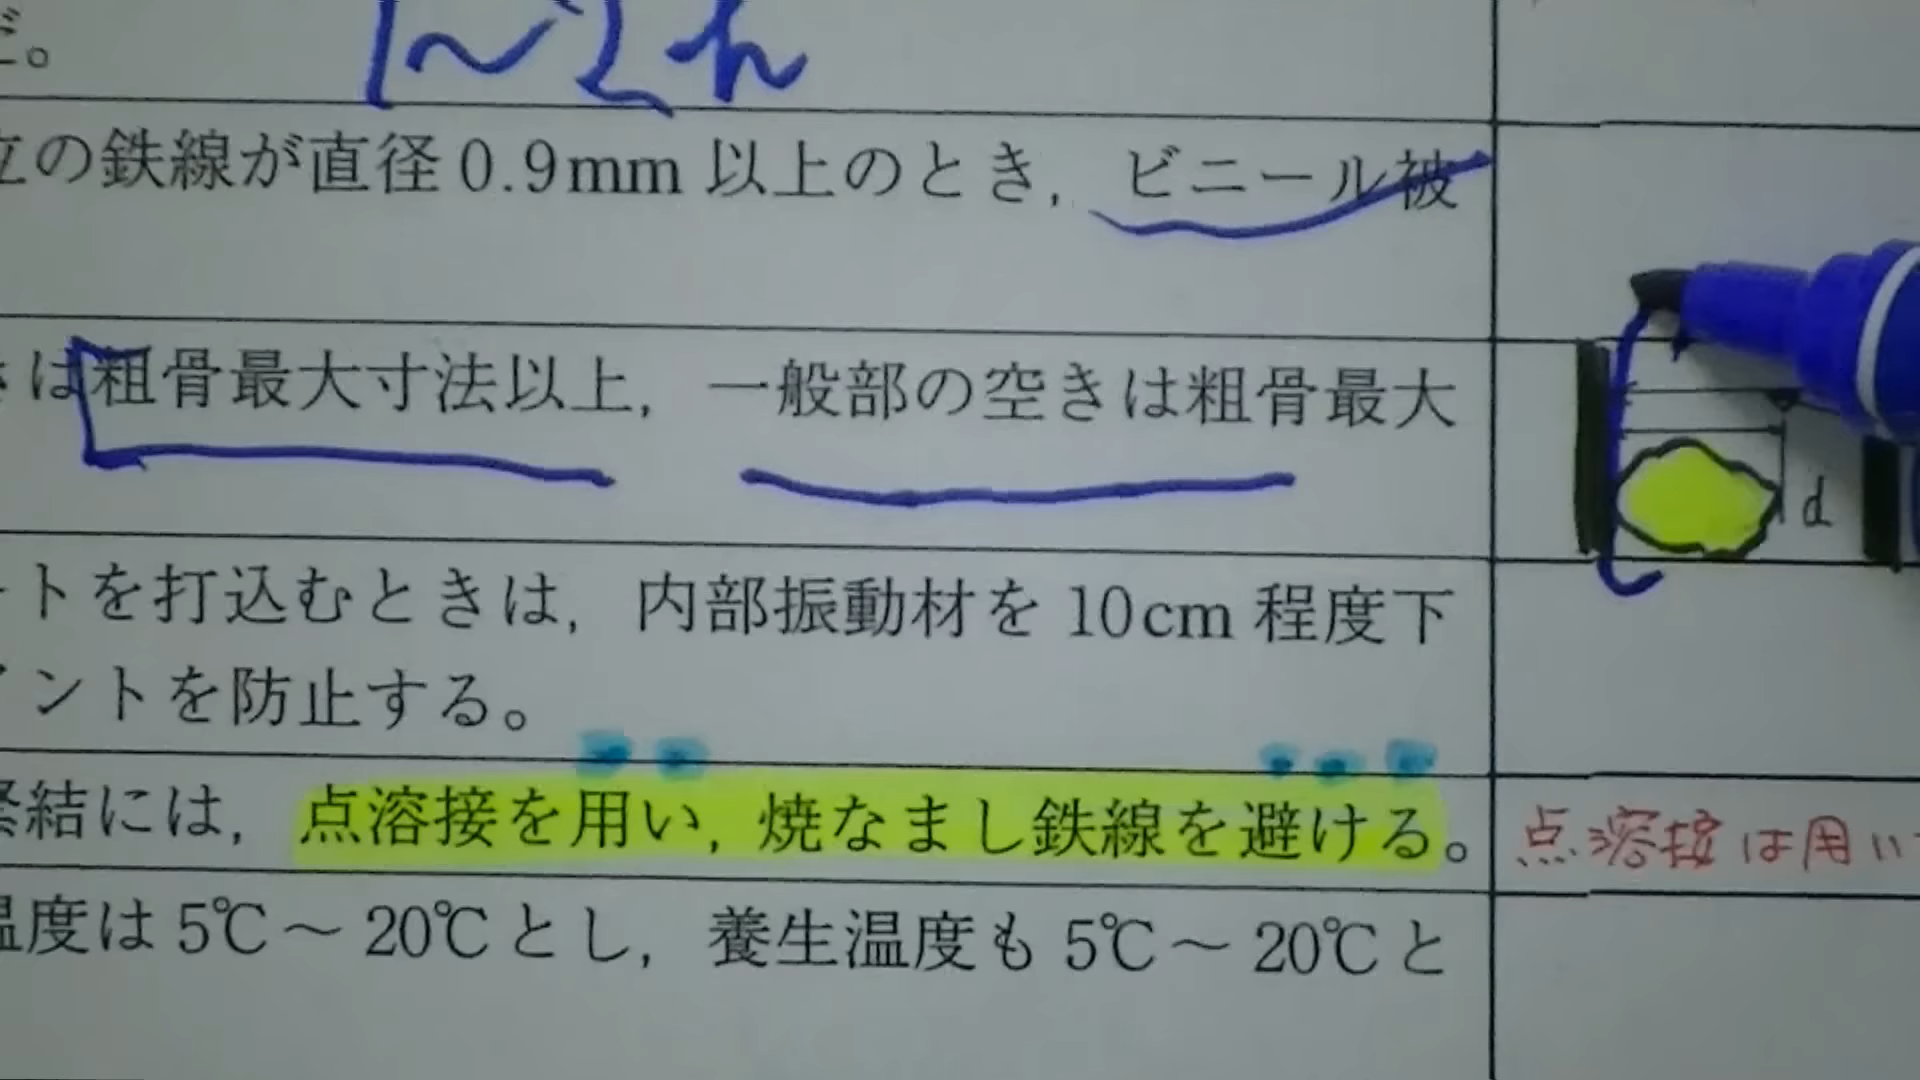 ご。
1〜2h
立の鉄線が直径0.9mm以上のとき，ビニール被
きは粗骨最大寸法以上，一般部の空きは粗骨最大
d
ートを打込むときは，内部振動材を10cm程度下
イントを防止する。
緊結には，点溶接を用い，焼なまし鉄線を避ける。
点溶接は用い
温度は5℃〜20℃とし，養生温度も5℃〜20℃と